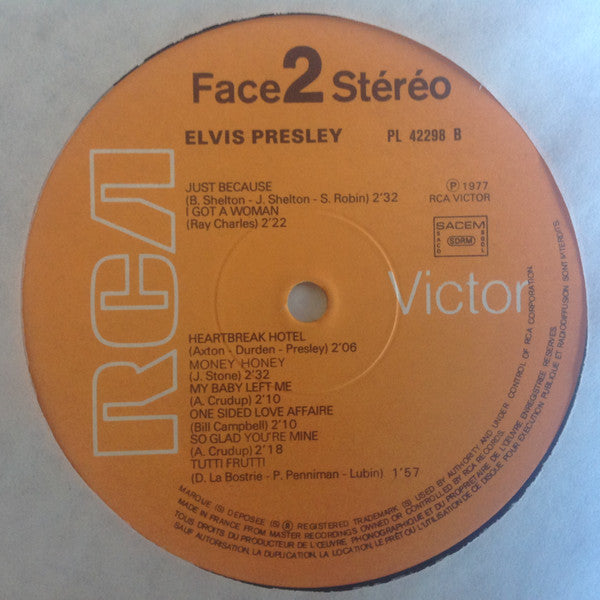 Face 2 Stéréo
ELVIS PRESLEY PL 42298 B
JUST BECAUSE
(B. Shelton - J. Shelton - S. Robin) 2'32
I GOT A WOMAN
(Ray Charles) 2'22
Ⓟ 1977
RCA VICTOR
SACEM
SACD SDRM SGDL
RCA Victor
HEARTBREAK HOTEL
(Axton - Durden - Presley) 2'06
MONEY HONEY
(J. Stone) 2'32
MY BABY LEFT ME
(A. Crudup) 2'10
ONE SIDED LOVE AFFAIRE
(Bill Campbell) 2'10
SO GLAD YOU'RE MINE
(A. Crudup) 2'18
TUTTI FRUTTI
(D. La Bostrie - P. Penniman - Lubin) 1'57
MARQUE (S) DEPOSEE (S) ® REGISTERED TRADEMARK (S) USED BY AUTHORITY AND UNDER CONTROL OF RCA CORPORATION.
MADE IN FRANCE FROM MASTER RECORDINGS OWNED OR CONTROLLED BY RCA RECORDS.
TOUS DROITS DU PRODUCTEUR DE L'ŒUVRE PHONOGRAPHIQUE ET DU PROPRIETAIRE DE L'ŒUVRE ENREGISTREE RESERVES
SAUF AUTORISATION, LA DUPLICATION, LA LOCATION, LE PRÊT OU L'UTILISATION DE CE DISQUE POUR EXECUTION PUBLIQUE ET RADIODIFFUSION SONT INTERDITS.